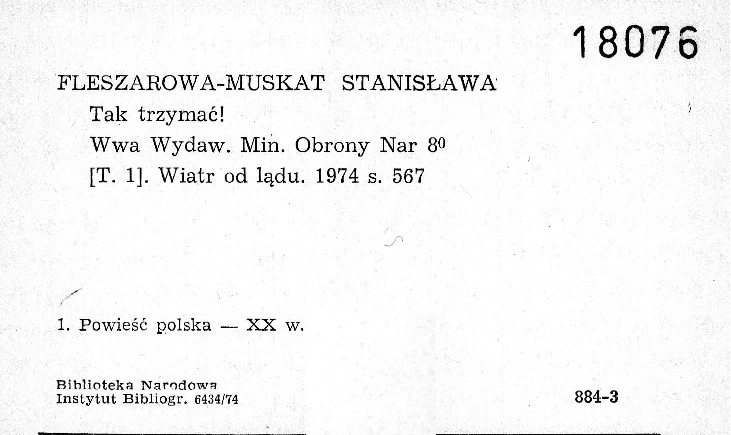 18076
FLESZAROWA-MUSKAT STANISŁAWA
Tak trzymać!
Wwa Wydaw. Min. Obrony Nar 8⁰
[T. 1]. Wiatr od lądu. 1974 s. 567
1. Powieść polska — XX w.
Biblioteka Narodowa
Instytut Bibliogr. 6434/74
884-3